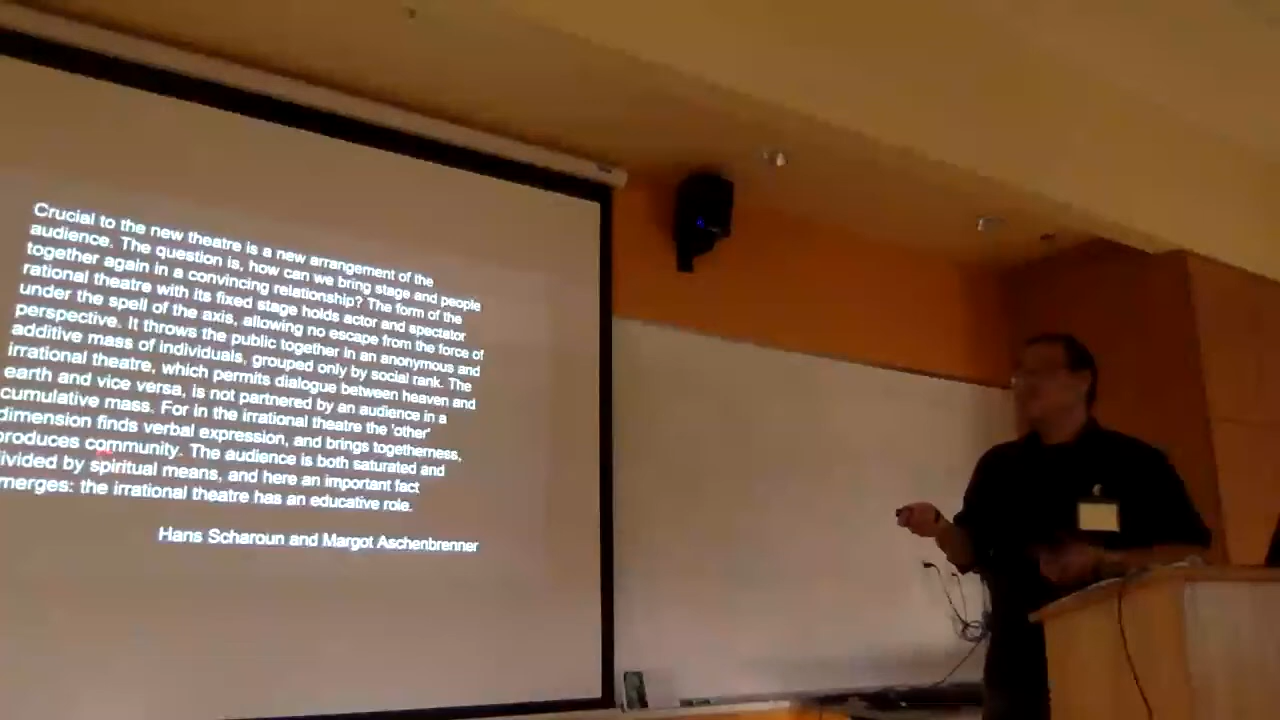 Crucial to the new theatre is a new arrangement of the
audience. The question is, how can we bring stage and people
together again in a convincing relationship? The form of the
rational theatre with its fixed stage holds actor and spectator
under the spell of the axis, allowing no escape from the force of
perspective. It throws the public together in an anonymous and
additive mass of individuals, grouped only by social rank. The
irrational theatre, which permits dialogue between heaven and
earth and vice versa, is not partnered by an audience in a
cumulative mass. For in the irrational theatre the 'other'
dimension finds verbal expression, and brings togetherness,
produces community. The audience is both saturated and
ivided by spiritual means, and here an important fact
merges: the irrational theatre has an educative role.
Hans Scharoun and Margot Aschenbrenner